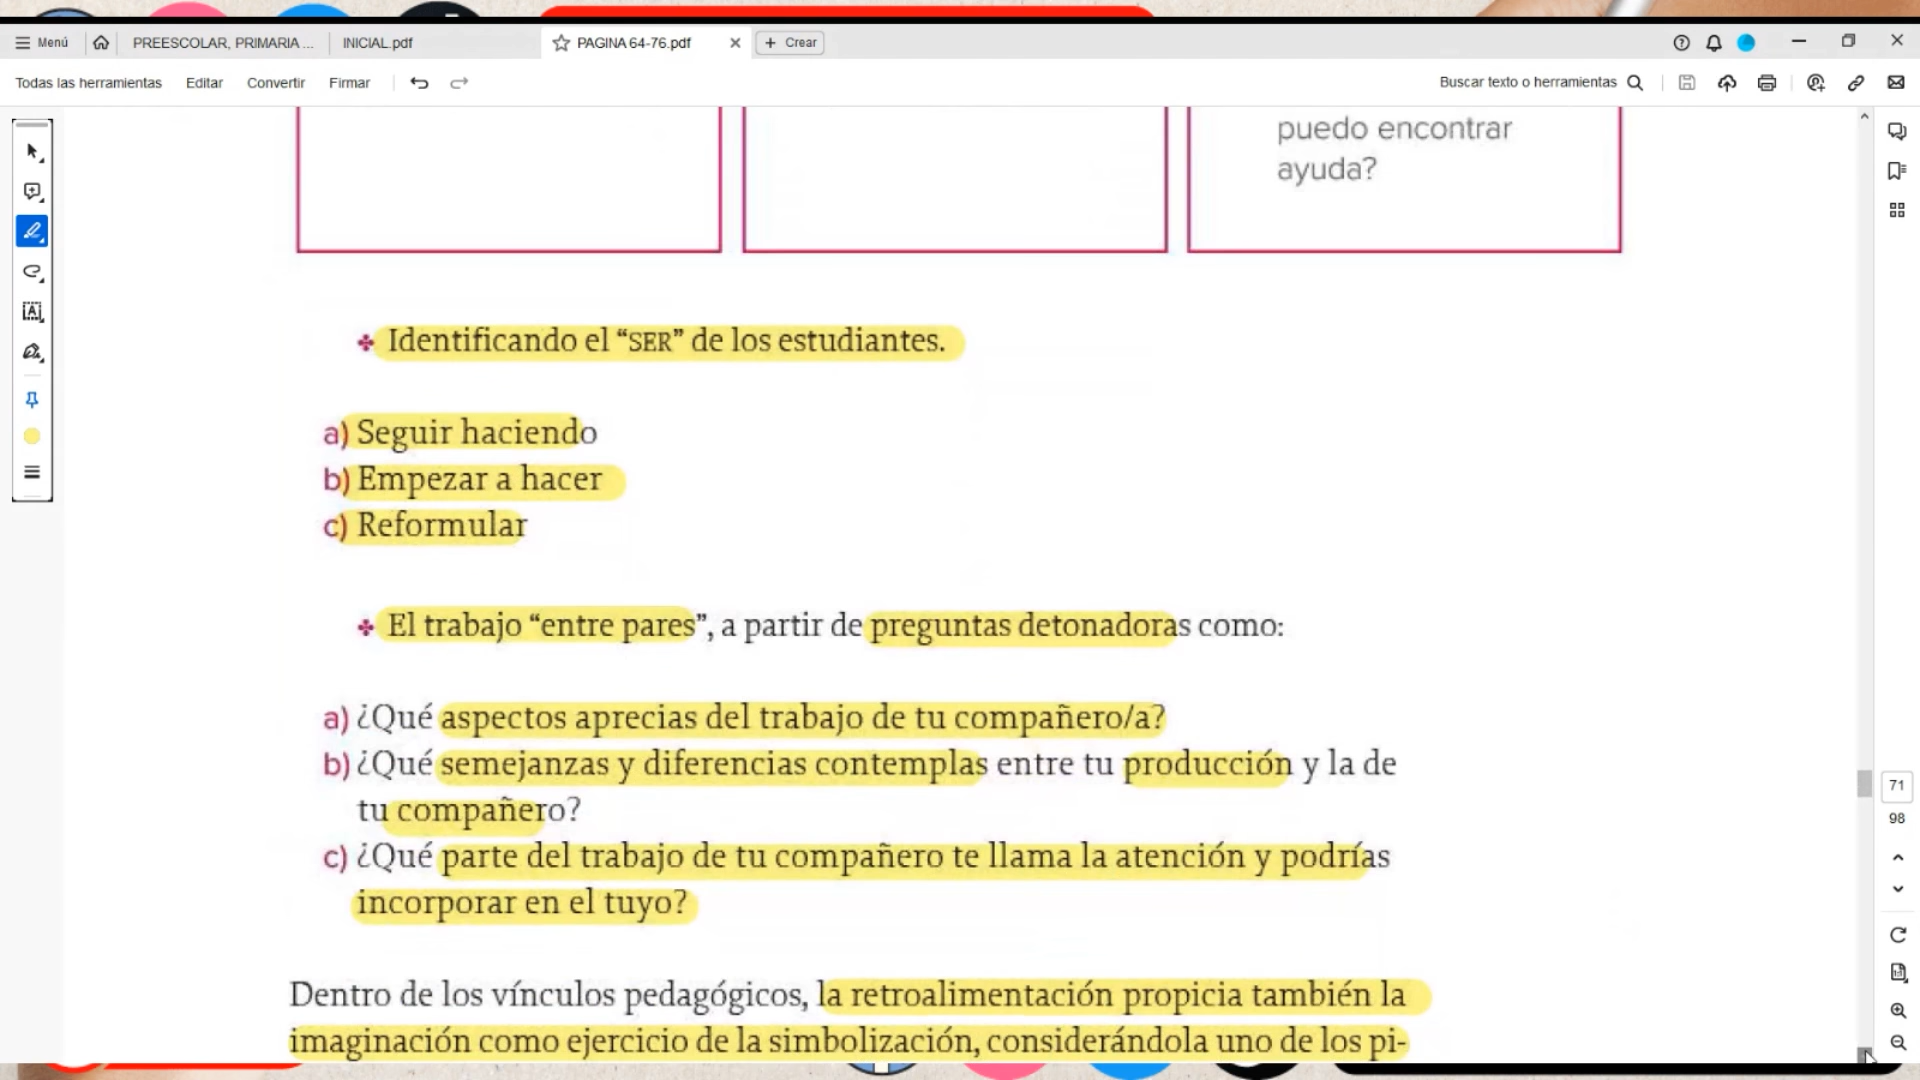 Menú
PREESCOLAR, PRIMARIA ...
INICIAL.pdf
PAGINA 64-76.pdf
Crear
Todas las herramientas
Editar
Convertir
Firmar
Buscar texto o herramientas
puedo encontrar
ayuda?
Identificando el “SER” de los estudiantes.
a) Seguir haciendo
b) Empezar a hacer
c) Reformular
El trabajo “entre pares”, a partir de preguntas detonadoras como:
a) ¿Qué aspectos aprecias del trabajo de tu compañero/a?
b) ¿Qué semejanzas y diferencias contemplas entre tu producción y la de
tu compañero?
c) ¿Qué parte del trabajo de tu compañero te llama la atención y podrías
incorporar en el tuyo?
71
98
Dentro de los vínculos pedagógicos, la retroalimentación propicia también la
imaginación como ejercicio de la simbolización, considerándola uno de los pi-